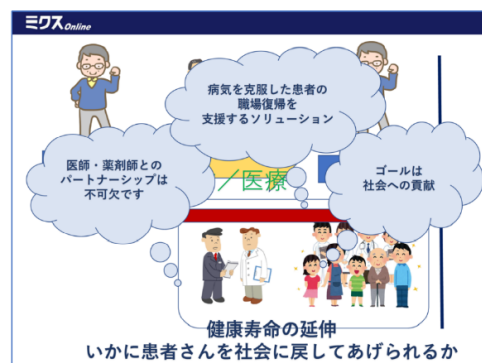 ミクスOnline
病気を克服した患者の
職場復帰を
支援するソリューション
医師・薬剤師との
パートナーシップは
不可欠です
ゴールは
社会への貢献
／医療
健康寿命の延伸
いかに患者さんを社会に戻してあげられるか